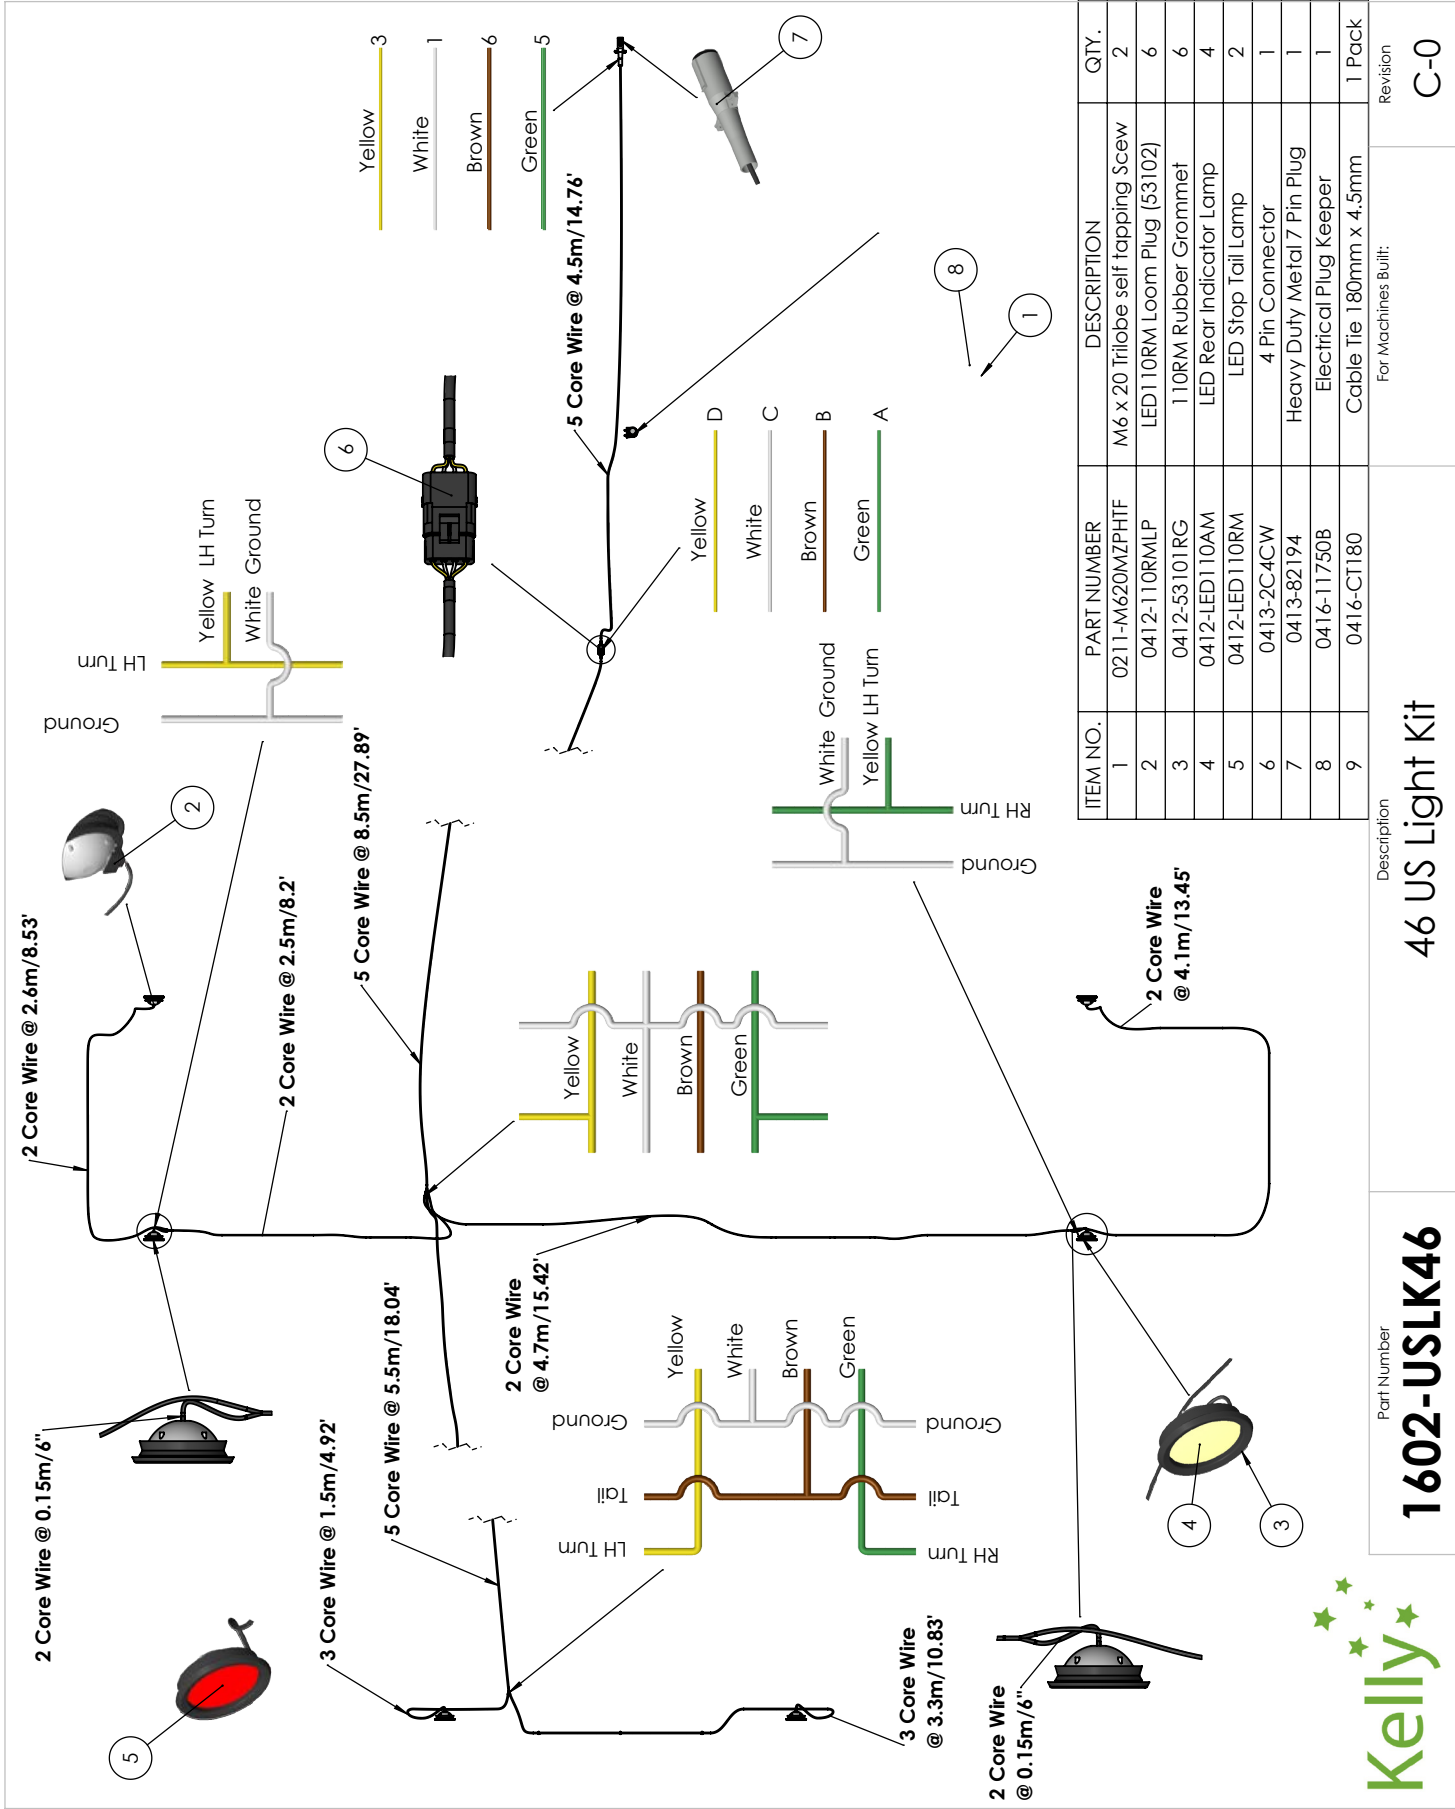 2 Core Wire @ 0.15m/6"
2 Core Wire @ 2.6m/8.53'
2
LH Turn
Ground
Yellow LH Turn
White Ground
2 Core Wire @ 2.5m/8.2'
5
3 Core Wire @ 1.5m/4.92'
5 Core Wire @ 5.5m/18.04'
5 Core Wire @ 8.5m/27.89'
6
Yellow 3
White 1
Brown 6
Green 5
7
5 Core Wire @ 4.5m/14.76'
2 Core Wire
@ 4.7m/15.42'
Yellow
White
Brown
Green
LH Turn
Tail
Ground
Yellow
White
Brown
Green
RH Turn
Tail
Ground
Yellow D
White C
Brown B
Green A
8
1
White Ground
Yellow LH Turn
Ground
RH Turn
3 Core Wire
@ 3.3m/10.83'
2 Core Wire
@ 0.15m/6"
4
3
2 Core Wire
@ 4.1m/13.45'
ITEM NO. PART NUMBER DESCRIPTION QTY.
1 0211-M620MZPHTF M6 x 20 Trilobe self tapping Scew 2
2 0412-110RMLP LED110RM Loom Plug (53102) 6
3 0412-53101RG 110RM Rubber Grommet 6
4 0412-LED110AM LED Rear Indicator Lamp 4
5 0412-LED110RM LED Stop Tail Lamp 2
6 0413-2C4CW 4 Pin Connector 1
7 0413-82194 Heavy Duty Metal 7 Pin Plug 1
8 0416-11750B Electrical Plug Keeper 1
9 0416-CT180 Cable Tie 180mm x 4.5mm 1 Pack
Kelly
Part Number
1602-USLK46
Description
46 US Light Kit
For Machines Built:
Revision
C-0